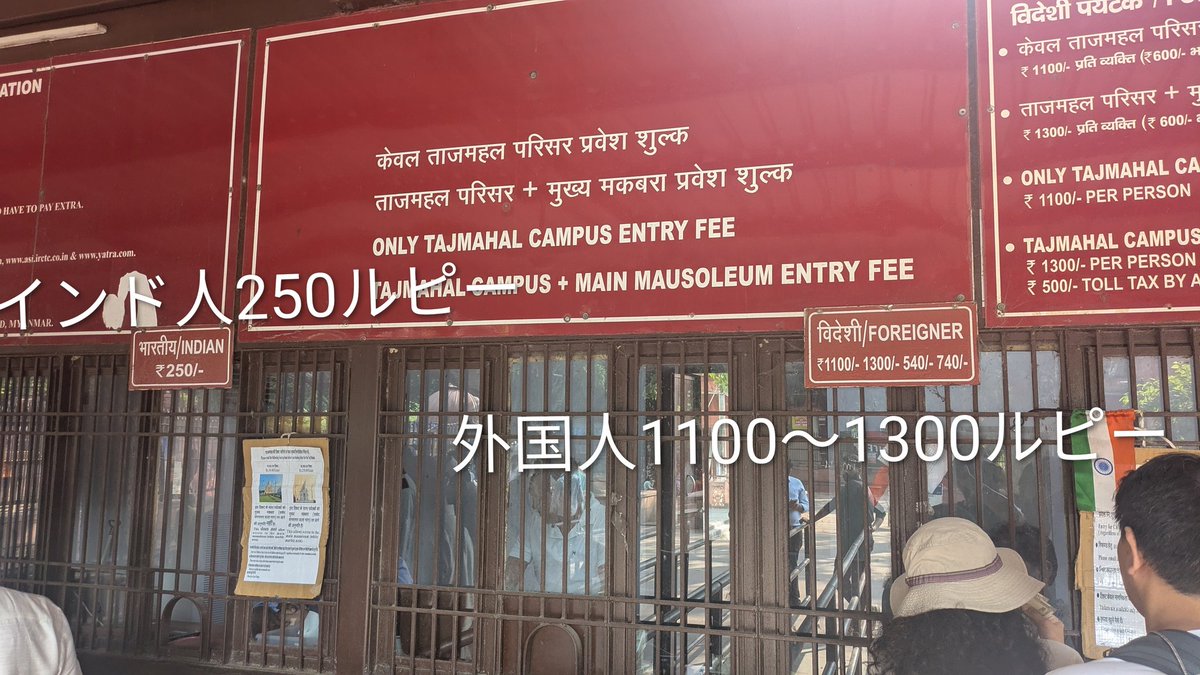 ATION
HAVE TO PAY EXTRA.
www.asi.irctc.co.in & www.yatra.com.
MYANMAR.
केवल ताजमहल परिसर प्रवेश शुल्क
ताजमहल परिसर + मुख्य मकबरा प्रवेश शुल्क
ONLY TAJMAHAL CAMPUS ENTRY FEE
TAJMAHAL CAMPUS + MAIN MAUSOLEUM ENTRY FEE
विदेशी पर्यटक
• केवल ताजमहल परिसर
₹ 1100/- प्रति व्यक्ति (₹600/-
• ताजमहल परिसर +
₹ 1300/- प्रति व्यक्ति (₹ 600/-
• ONLY TAJMAHAL
₹ 1100/- PER PERSON
• TAJMAHAL CAMPUS
₹ 1300/- PER PERSON
₹ 500/- TOLL TAX BY A
インド人250ルピー
भारतीय/INDIAN
₹250/-
विदेशी/FOREIGNER
₹1100/- 1300/- 540/- 740/-
外国人1100〜1300ルピー